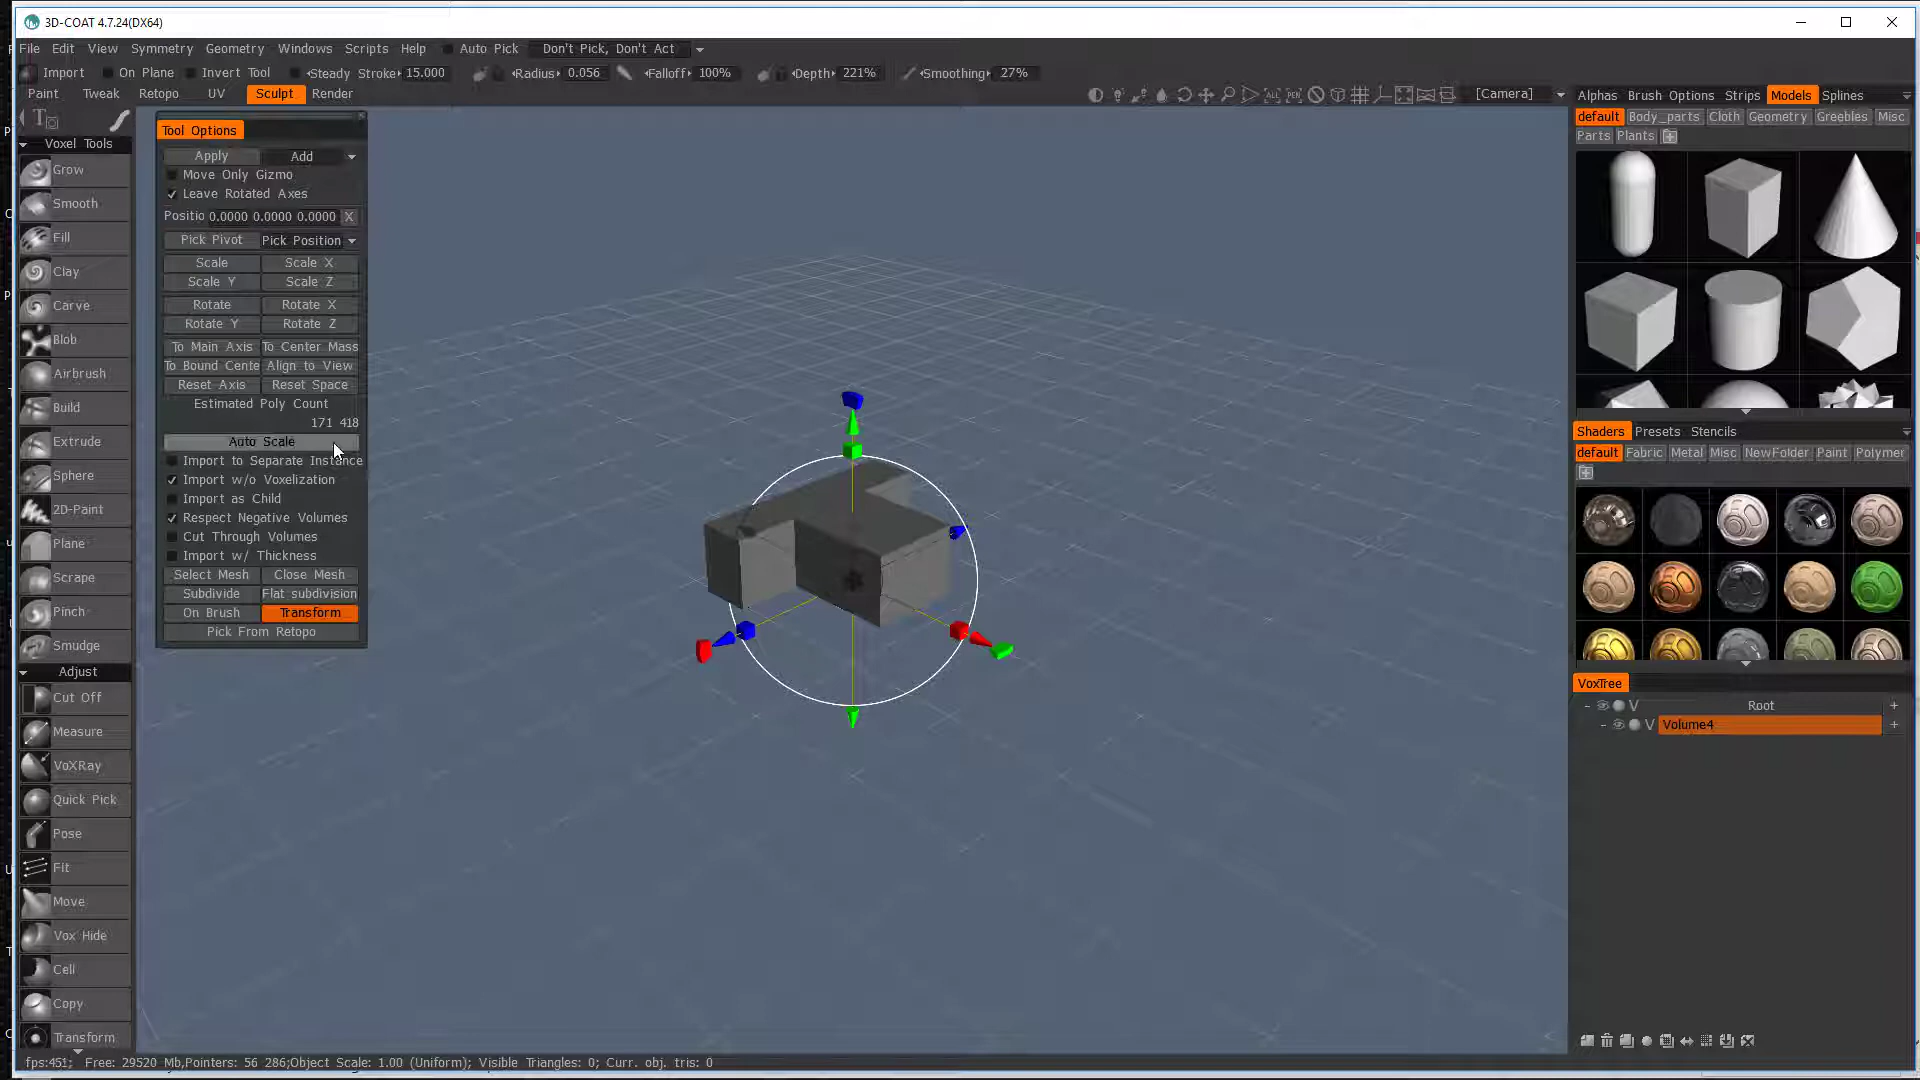 3D-COAT 4.7.24(DX64)
File Edit View Symmetry Geometry Windows Scripts Help Auto Pick Don't Pick, Don't Act
Import On Plane Invert Tool Steady Stroke 15.000 Radius 0.056 Falloff 100% Depth 221% Smoothing 27%
Paint Tweak Retopo UV Sculpt Render
[Camera]
Voxel Tools
Grow
Smooth
Fill
Clay
Carve
Blob
Airbrush
Build
Extrude
Sphere
2D-Paint
Plane
Scrape
Pinch
Smudge
Adjust
Cut Off
Measure
VoXRay
Quick Pick
Pose
Fit
Move
Vox Hide
Cell
Copy
Transform
Tool Options
Apply Add
Move Only Gizmo
Leave Rotated Axes
Positio 0.0000 0.0000 0.0000 X
Pick Pivot Pick Position
Scale Scale X
Scale Y Scale Z
Rotate Rotate X
Rotate Y Rotate Z
To Main Axis To Center Mass
To Bound Cente Align to View
Reset Axis Reset Space
Estimated Poly Count
171 418
Auto Scale
Import to Separate Instance
Import w/o Voxelization
Import as Child
Respect Negative Volumes
Cut Through Volumes
Import w/ Thickness
Select Mesh Close Mesh
Subdivide Flat subdivision
On Brush Transform
Pick From Retopo
Alphas Brush Options Strips Models Splines
default Body_parts Cloth Geometry Greebles Misc
Parts Plants
Shaders Presets Stencils
default Fabric Metal Misc NewFolder Paint Polymer
VoxTree
V Root +
V Volume4 +
fps:451; Free: 29520 Mb,Pointers: 56 286;Object Scale: 1.00 (Uniform); Visible Triangles: 0; Curr. obj. tris: 0